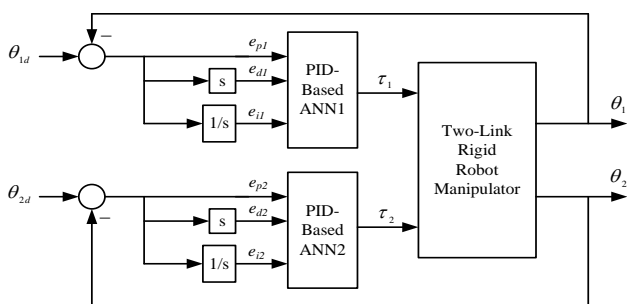 θ1d
−
s
1/s
ep1
ed1
ei1
PID-
Based
ANN1
τ1
Two-Link
Rigid
Robot
Manipulator
θ1
θ2
θ2d
−
s
1/s
ep2
ed2
ei2
PID-
Based
ANN2
τ2